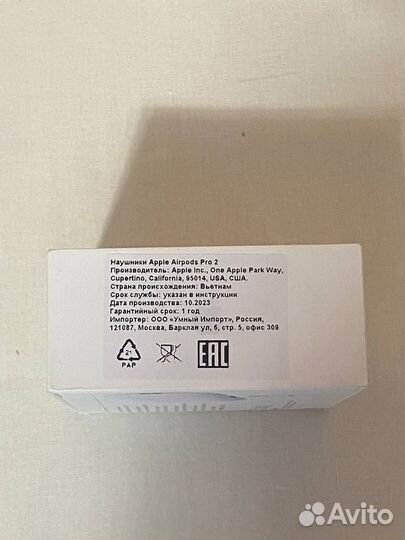 Наушники Apple Airpods Pro 2
Производитель: Apple Inc., One Apple Park Way,
Cupertino, California, 95014, USA, США.
Страна происхождения: Вьетнам
Срок службы: указан в инструкции
Дата производства: 10.2023
Гарантийный срок: 1 год
Импортер: ООО «Умный Импорт», Россия,
121087, Москва, Барклая ул, 6, стр. 5, офис 309
21
PAP
EAC
Avito